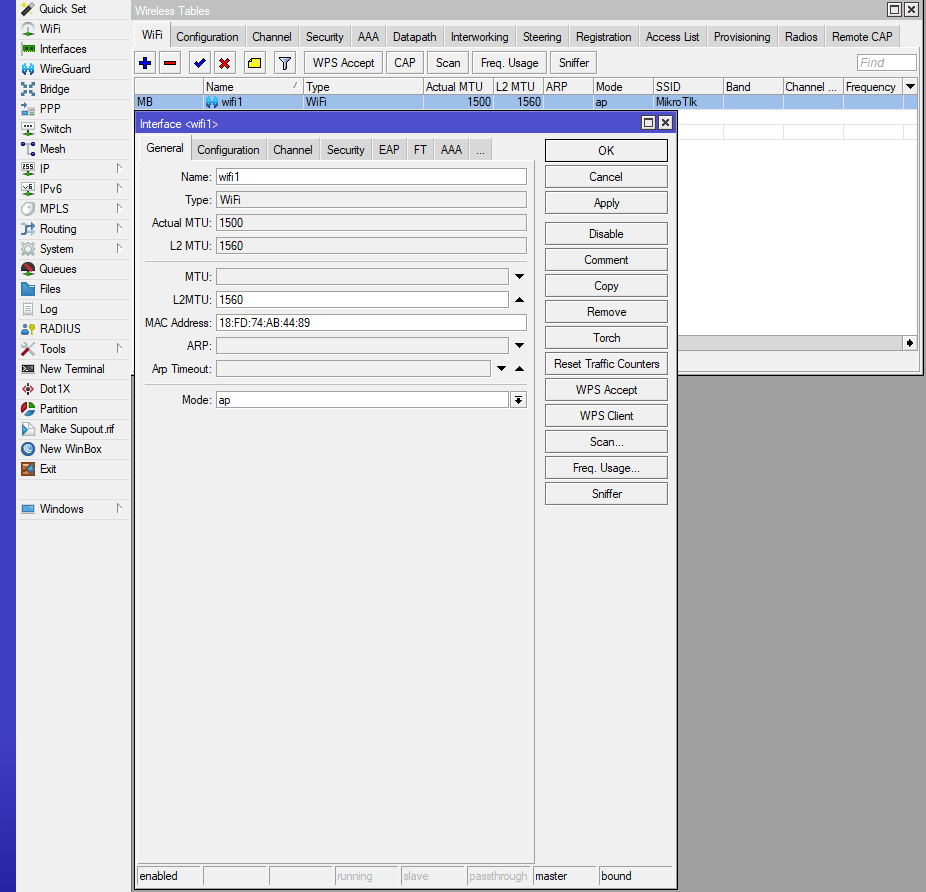 Quick Set
WiFi
Interfaces
WireGuard
Bridge
PPP
Switch
Mesh
IP
IPv6
MPLS
Routing
System
Queues
Files
Log
RADIUS
Tools
New Terminal
Dot1X
Partition
Make Supout.rif
New WinBox
Exit
Windows
Wireless Tables
WiFi Configuration Channel Security AAA Datapath Interworking Steering Registration Access List Provisioning Radios Remote CAP
WPS Accept CAP Scan Freq. Usage Sniffer Find
Name Type Actual MTU L2 MTU ARP Mode SSID Band Channel ... Frequency
MB wifi1 WiFi 1500 1560 ap MikroTIk
Interface <wifi1>
General Configuration Channel Security EAP FT AAA ...
Name: wifi1
Type: WiFi
Actual MTU: 1500
L2 MTU: 1560
MTU:
L2MTU: 1560
MAC Address: 18:FD:74:AB:44:89
ARP:
Arp Timeout:
Mode: ap
OK
Cancel
Apply
Disable
Comment
Copy
Remove
Torch
Reset Traffic Counters
WPS Accept
WPS Client
Scan...
Freq. Usage...
Sniffer
enabled running slave passthrough master bound